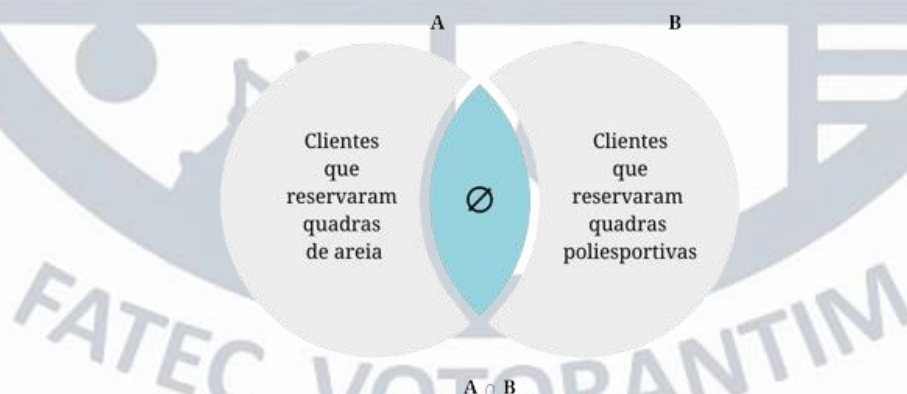 A
B
Clientes
que
reservaram
quadras
de areia
∅
Clientes
que
reservaram
quadras
poliesportivas
A ∩ B
FATEC VOTORANTIM